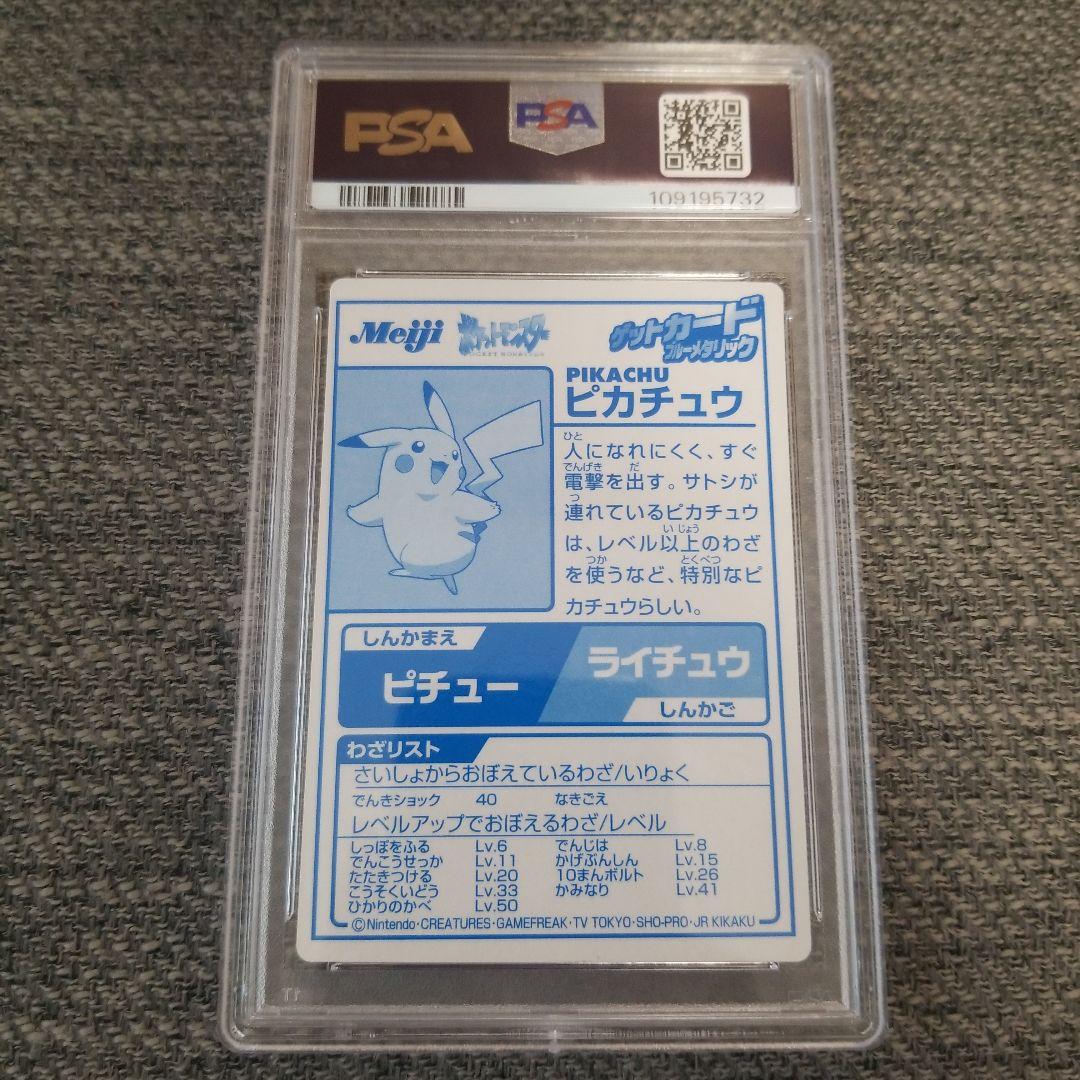 PSA
PSA
109195732
Meiji
ポケットモンスター
POCKET MONSTERS
ゲットカード
ブルーメタリック
PIKACHU
ピカチュウ
ひと
人になれにくく、すぐ
でんげき だ
電撃を出す。サトシが
つ
連れているピカチュウ
いじょう
は、レベル以上のわざ
つか とくべつ
を使うなど、特別なピ
カチュウらしい。
しんかまえ
ピチュー
ライチュウ
しんかご
わざリスト
さいしょからおぼえているわざ/いりょく
でんきショック 40 なきごえ
レベルアップでおぼえるわざ/レベル
しっぽをふる Lv.6 でんじは Lv.8
でんこうせっか Lv.11 かげぶんしん Lv.15
たたきつける Lv.20 10まんボルト Lv.26
こうそくいどう Lv.33 かみなり Lv.41
ひかりのかべ Lv.50
©Nintendo·CREATURES·GAMEFREAK·TV TOKYO·SHO-PRO·JR KIKAKU